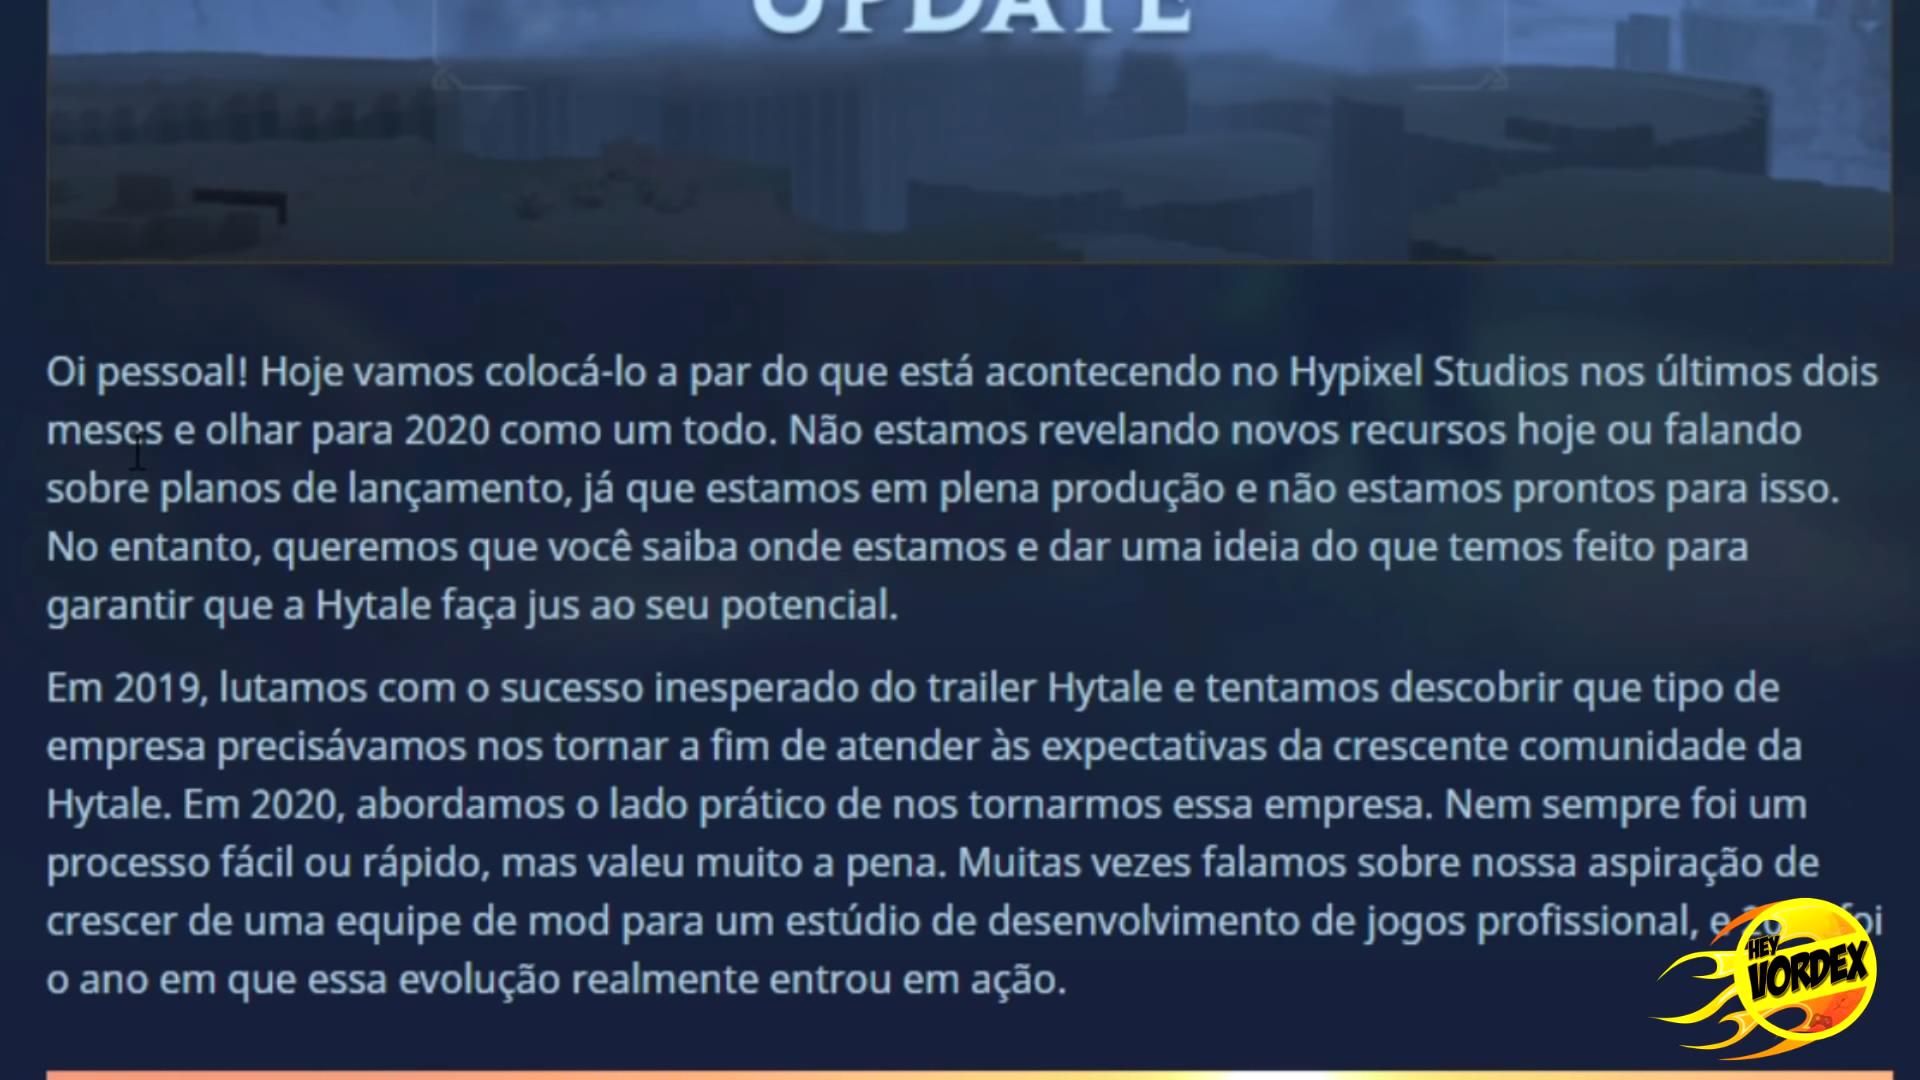 UPDATE
Oi pessoal! Hoje vamos colocá-lo a par do que está acontecendo no Hypixel Studios nos últimos dois
meses e olhar para 2020 como um todo. Não estamos revelando novos recursos hoje ou falando
sobre planos de lançamento, já que estamos em plena produção e não estamos prontos para isso.
No entanto, queremos que você saiba onde estamos e dar uma ideia do que temos feito para
garantir que a Hytale faça jus ao seu potencial.
Em 2019, lutamos com o sucesso inesperado do trailer Hytale e tentamos descobrir que tipo de
empresa precisávamos nos tornar a fim de atender às expectativas da crescente comunidade da
Hytale. Em 2020, abordamos o lado prático de nos tornarmos essa empresa. Nem sempre foi um
processo fácil ou rápido, mas valeu muito a pena. Muitas vezes falamos sobre nossa aspiração de
crescer de uma equipe de mod para um estúdio de desenvolvimento de jogos profissional, e foi
o ano em que essa evolução realmente entrou em ação.
HEY
VORDEX